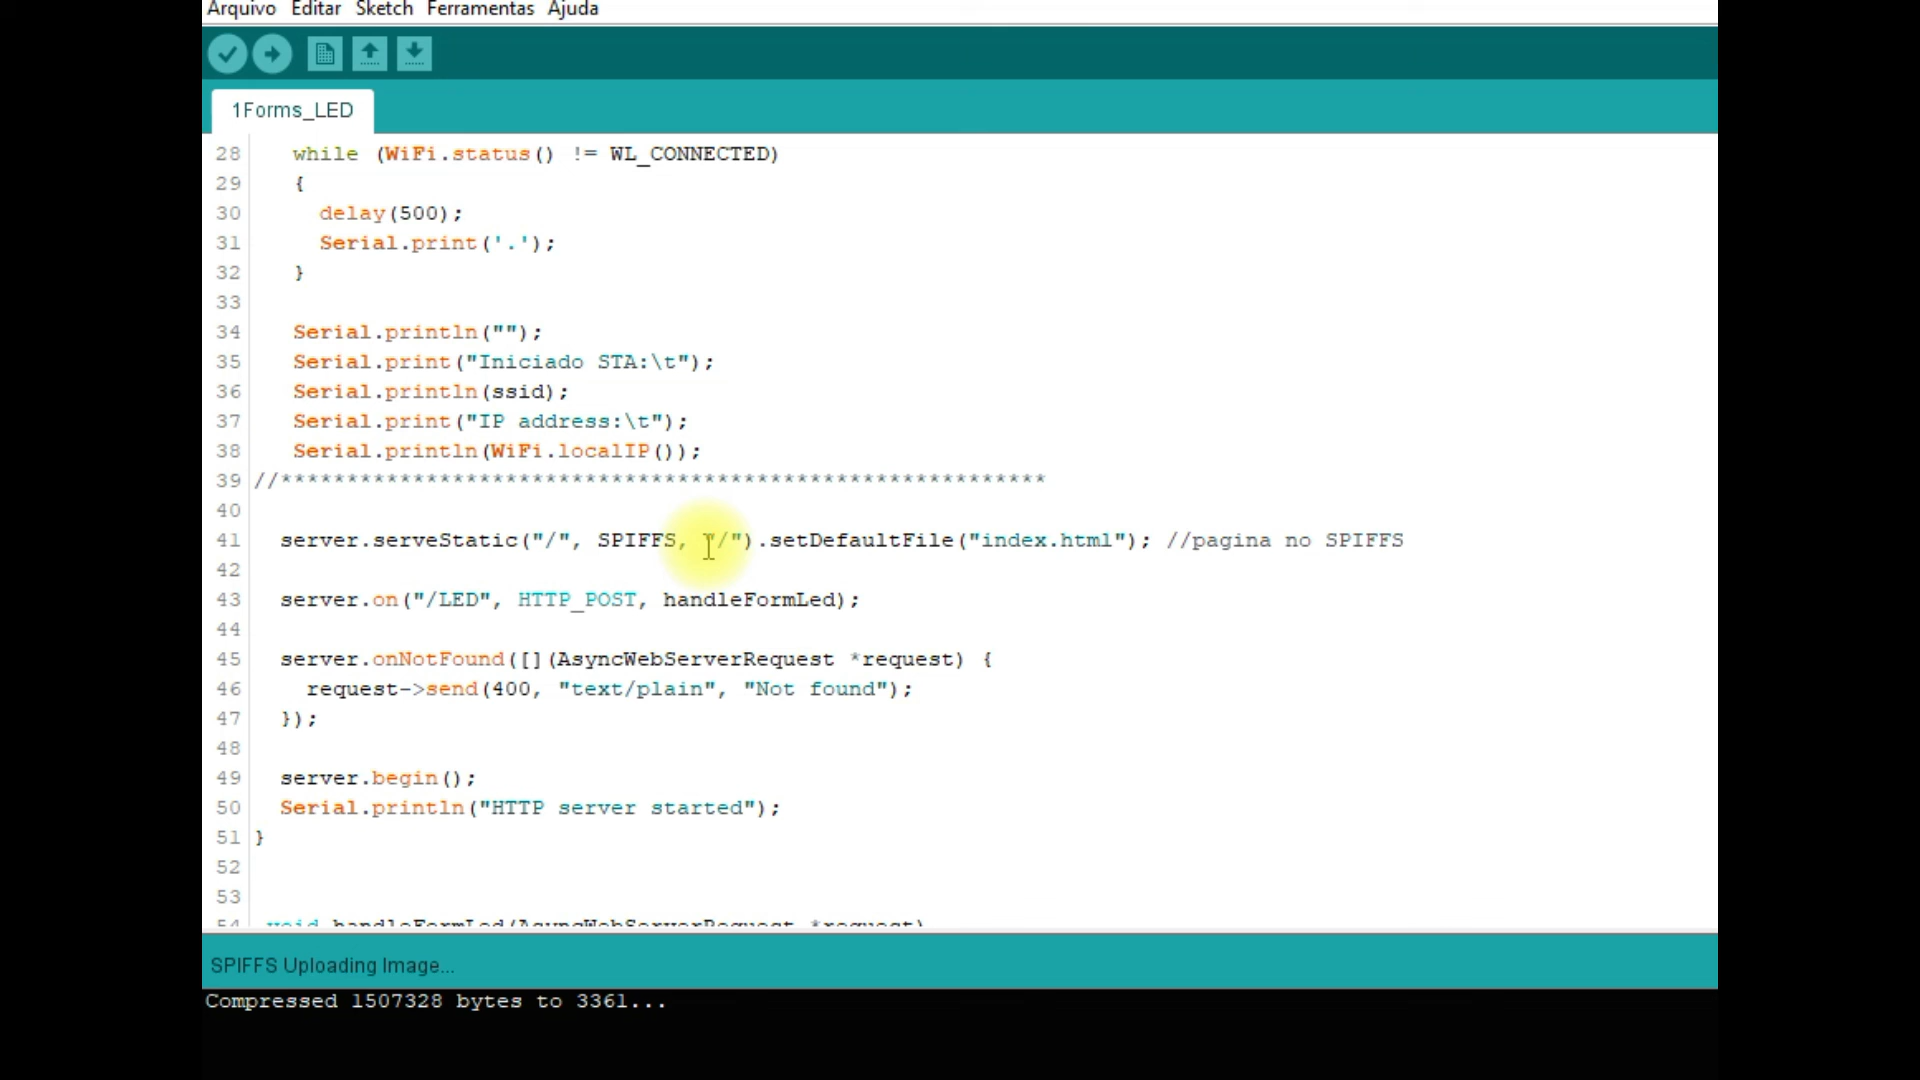 Arquivo Editar Sketch Ferramentas Ajuda
1Forms_LED
28 while (WiFi.status() != WL_CONNECTED)
29 {
30 delay(500);
31 Serial.print('.');
32 }
33
34 Serial.println("");
35 Serial.print("Iniciado STA:\t");
36 Serial.println(ssid);
37 Serial.print("IP address:\t");
38 Serial.println(WiFi.localIP());
39 //**********************************************************
40
41 server.serveStatic("/", SPIFFS, "/").setDefaultFile("index.html"); //pagina no SPIFFS
42
43 server.on("/LED", HTTP_POST, handleFormLed);
44
45 server.onNotFound([](AsyncWebServerRequest *request) {
46 request->send(400, "text/plain", "Not found");
47 });
48
49 server.begin();
50 Serial.println("HTTP server started");
51 }
52
53
54 void handleFormLed(AsyncWebServerRequest *request)
SPIFFS Uploading Image...
Compressed 1507328 bytes to 3361...